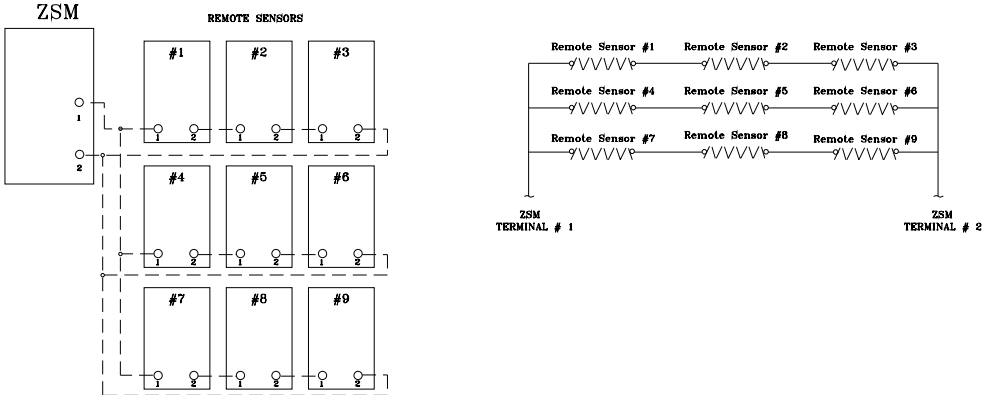 ZSM
REMOTE SENSORS
#1 #2 #3
1
1 2 1 2 1 2
2
#4 #5 #6
1 2 1 2 1 2
#7 #8 #9
1 2 1 2 1 2
Remote Sensor #1 Remote Sensor #2 Remote Sensor #3
Remote Sensor #4 Remote Sensor #5 Remote Sensor #6
Remote Sensor #7 Remote Sensor #8 Remote Sensor #9
ZSM
TERMINAL # 1
ZSM
TERMINAL # 2